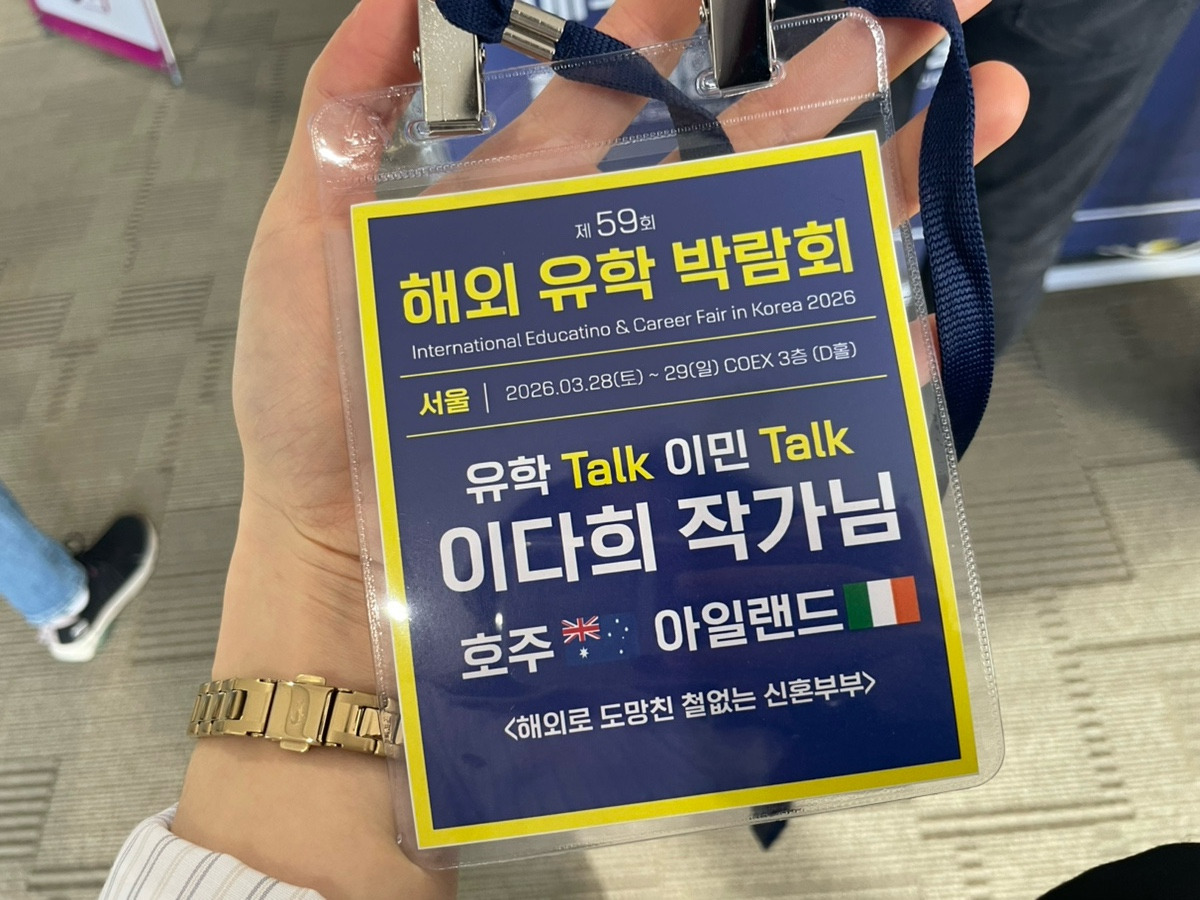 제 59회
해외 유학 박람회
International Educatino & Career Fair in Korea 2026
서울 | 2026.03.28(토) ~ 29(일) COEX 3층 (D홀)
유학 Talk 이민 Talk
이다희 작가님
호주 아일랜드
<해외로 도망친 철없는 신혼부부>